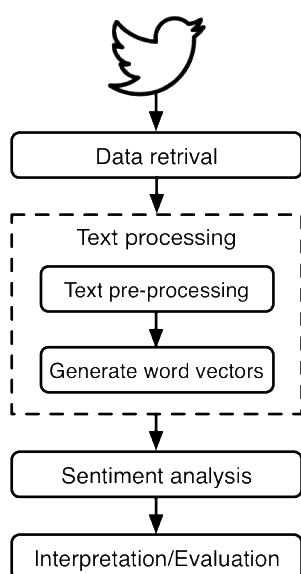 Data retrival
Text processing
Text pre-processing
Generate word vectors
Sentiment analysis
Interpretation/Evaluation